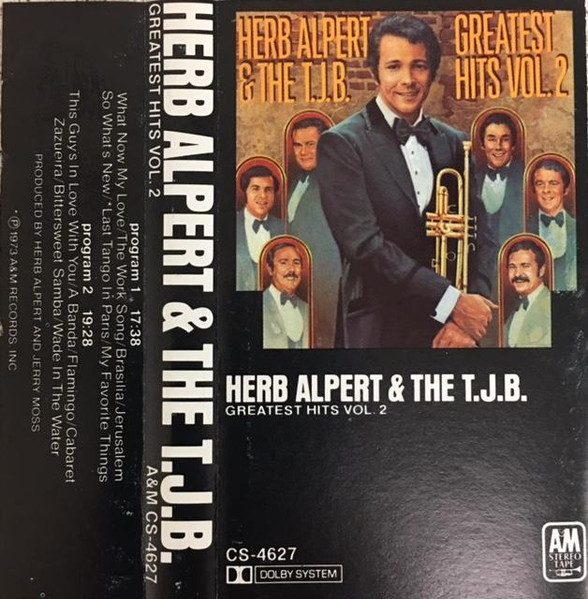 What Now My Love/The Work Song/Brasilia/Jerusalem
So What's New/*Last Tango In Paris/My Favorite Things
program 1 17:38
program 2 19:28
This Guys In Love With You/A Banda/Flamingo/Cabaret
Zazueira/Bittersweet Samba/Wade In The Water
PRODUCED BY HERB ALPERT AND JERRY MOSS
℗1973 A&M RECORDS, INC
HERB ALPERT & THE T.J.B.
GREATEST HITS VOL. 2
A&M CS-4627
HERB ALPERT
& THE T.J.B.
GREATEST
HITS VOL. 2
HERB ALPERT & THE T.J.B.
GREATEST HITS VOL. 2
CS-4627
DOLBY SYSTEM
A&M
STEREO
TAPE